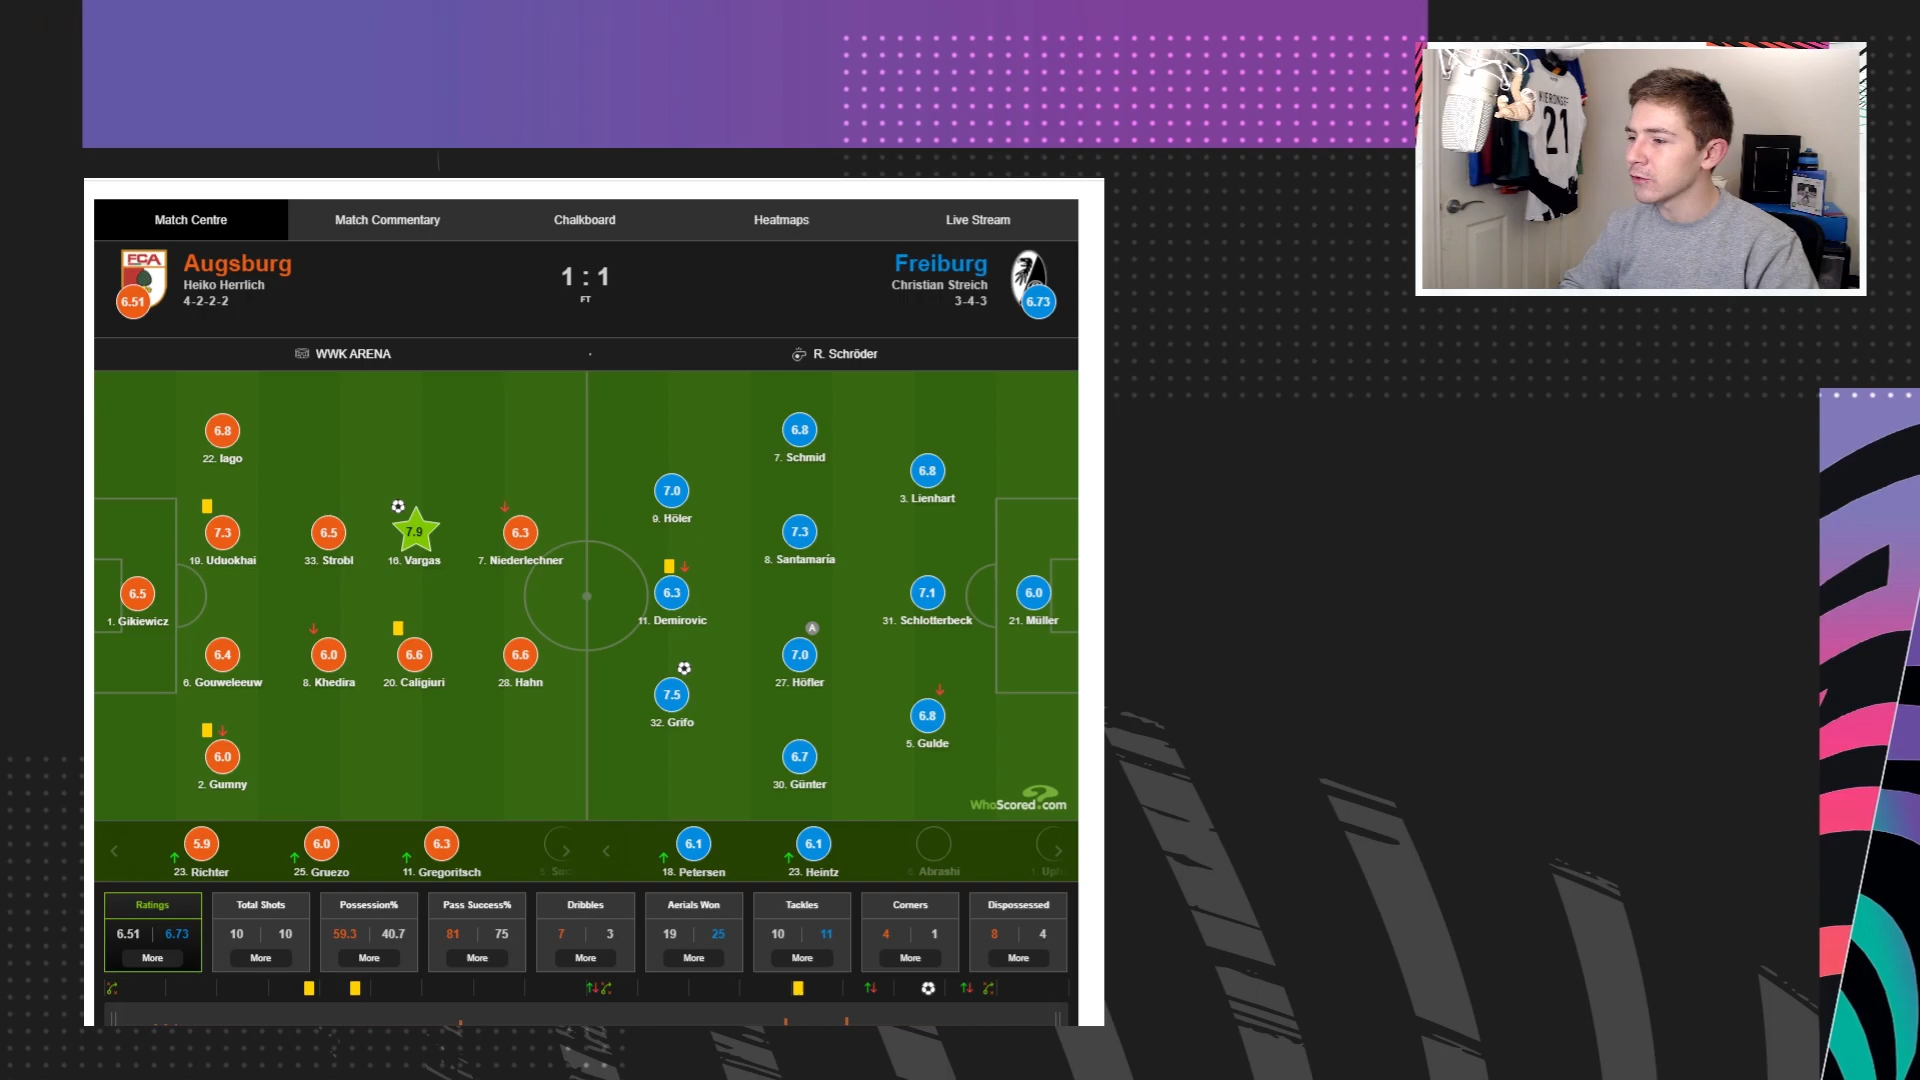 Match Centre
Match Commentary
Chalkboard
Heatmaps
Live Stream
FCA
Augsburg
Heiko Herrlich
4-2-2-2
6.51
1 : 1
FT
Freiburg
Christian Streich
3-4-3
6.73
WWK ARENA
R. Schröder
6.8
22. Iago
7.3
19. Uduokhai
6.5
33. Strobl
7.9
16. Vargas
6.3
7. Niederlechner
6.5
1. Gikiewicz
6.4
6. Gouweleeuw
6.0
8. Khedira
6.6
20. Caligiuri
6.6
28. Hahn
6.0
2. Gumny
6.8
7. Schmid
6.8
3. Lienhart
7.0
9. Höler
7.3
8. Santamaría
6.3
11. Demirovic
7.1
31. Schlotterbeck
6.0
21. Müller
A
7.0
27. Höfler
7.5
32. Grifo
6.8
5. Gulde
6.7
30. Günter
WhoScored.com
5.9
23. Richter
6.0
25. Gruezo
6.3
11. Gregoritsch
6.1
18. Petersen
6.1
23. Heintz
Abrashi
Ratings
6.51 | 6.73
More
Total Shots
10 | 10
More
Possession%
59.3 | 40.7
More
Pass Success%
81 | 75
More
Dribbles
7 | 3
More
Aerials Won
19 | 25
More
Tackles
10 | 11
More
Corners
4 | 1
More
Dispossessed
8 | 4
More
21